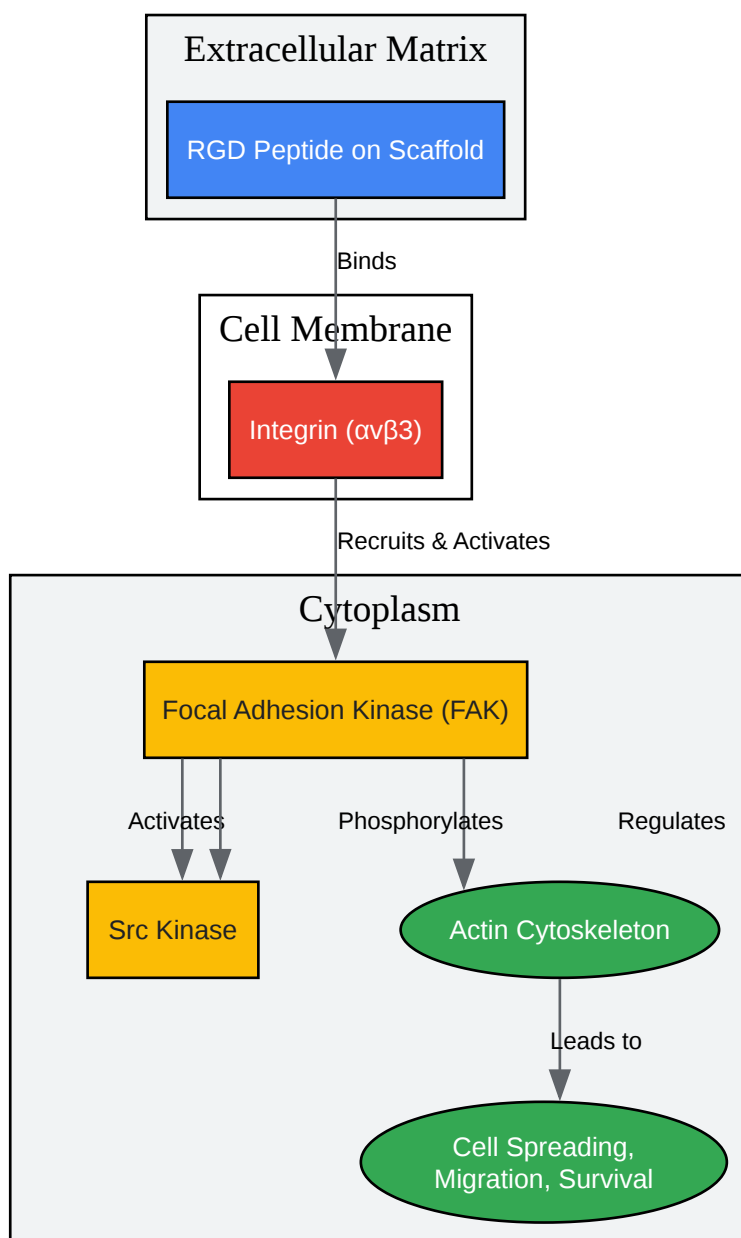 Extracellular Matrix
RGD Peptide on Scaffold
Binds
Cell Membrane
Integrin (αvβ3)
Recruits & Activates
Cytoplasm
Focal Adhesion Kinase (FAK)
Activates
Phosphorylates
Regulates
Src Kinase
Actin Cytoskeleton
Leads to
Cell Spreading,
Migration, Survival